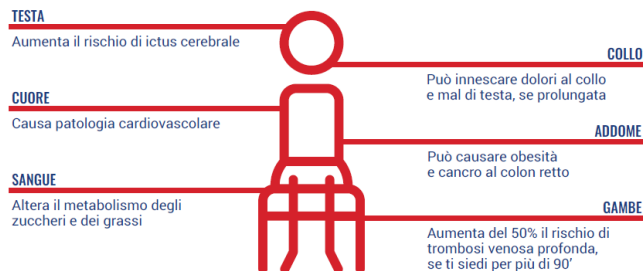 TESTA
Aumenta il rischio di ictus cerebrale
COLLO
Può innescare dolori al collo
e mal di testa, se prolungata
CUORE
Causa patologia cardiovascolare
ADDOME
Può causare obesità
e cancro al colon retto
SANGUE
Altera il metabolismo degli
zuccheri e dei grassi
GAMBE
Aumenta del 50% il rischio di
trombosi venosa profonda,
se ti siedi per più di 90'